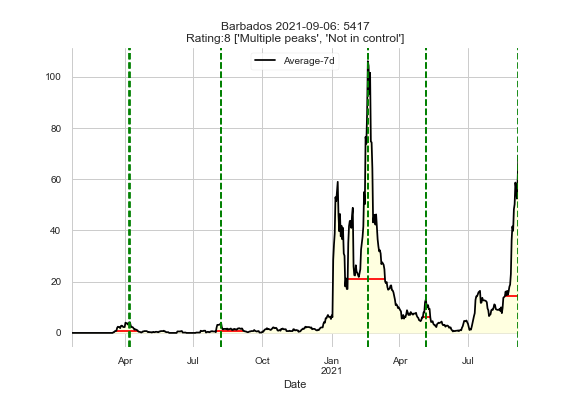 Barbados 2021-09-06: 5417
Rating:8 ['Multiple peaks', 'Not in control']
Average-7d
100
80
60
40
20
0
Apr Jul Oct Jan Apr Jul
2021
Date